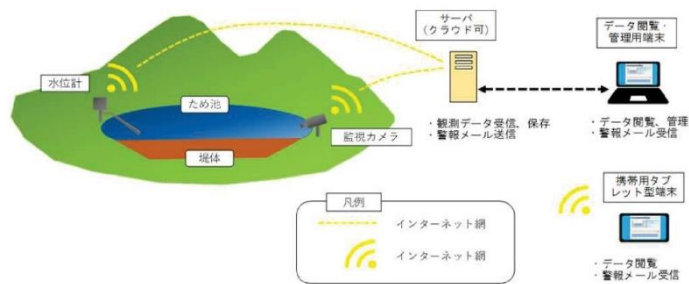 サーバ
(クラウド可)
データ閲覧・
管理用端末
水位計
ため池
監視カメラ
堤体
・観測データ受信、保存
・警報メール送信
・データ閲覧、管理
・警報メール受信
凡例
インターネット網
インターネット網
携帯用タブ
レット型端末
・データ閲覧
・警報メール受信